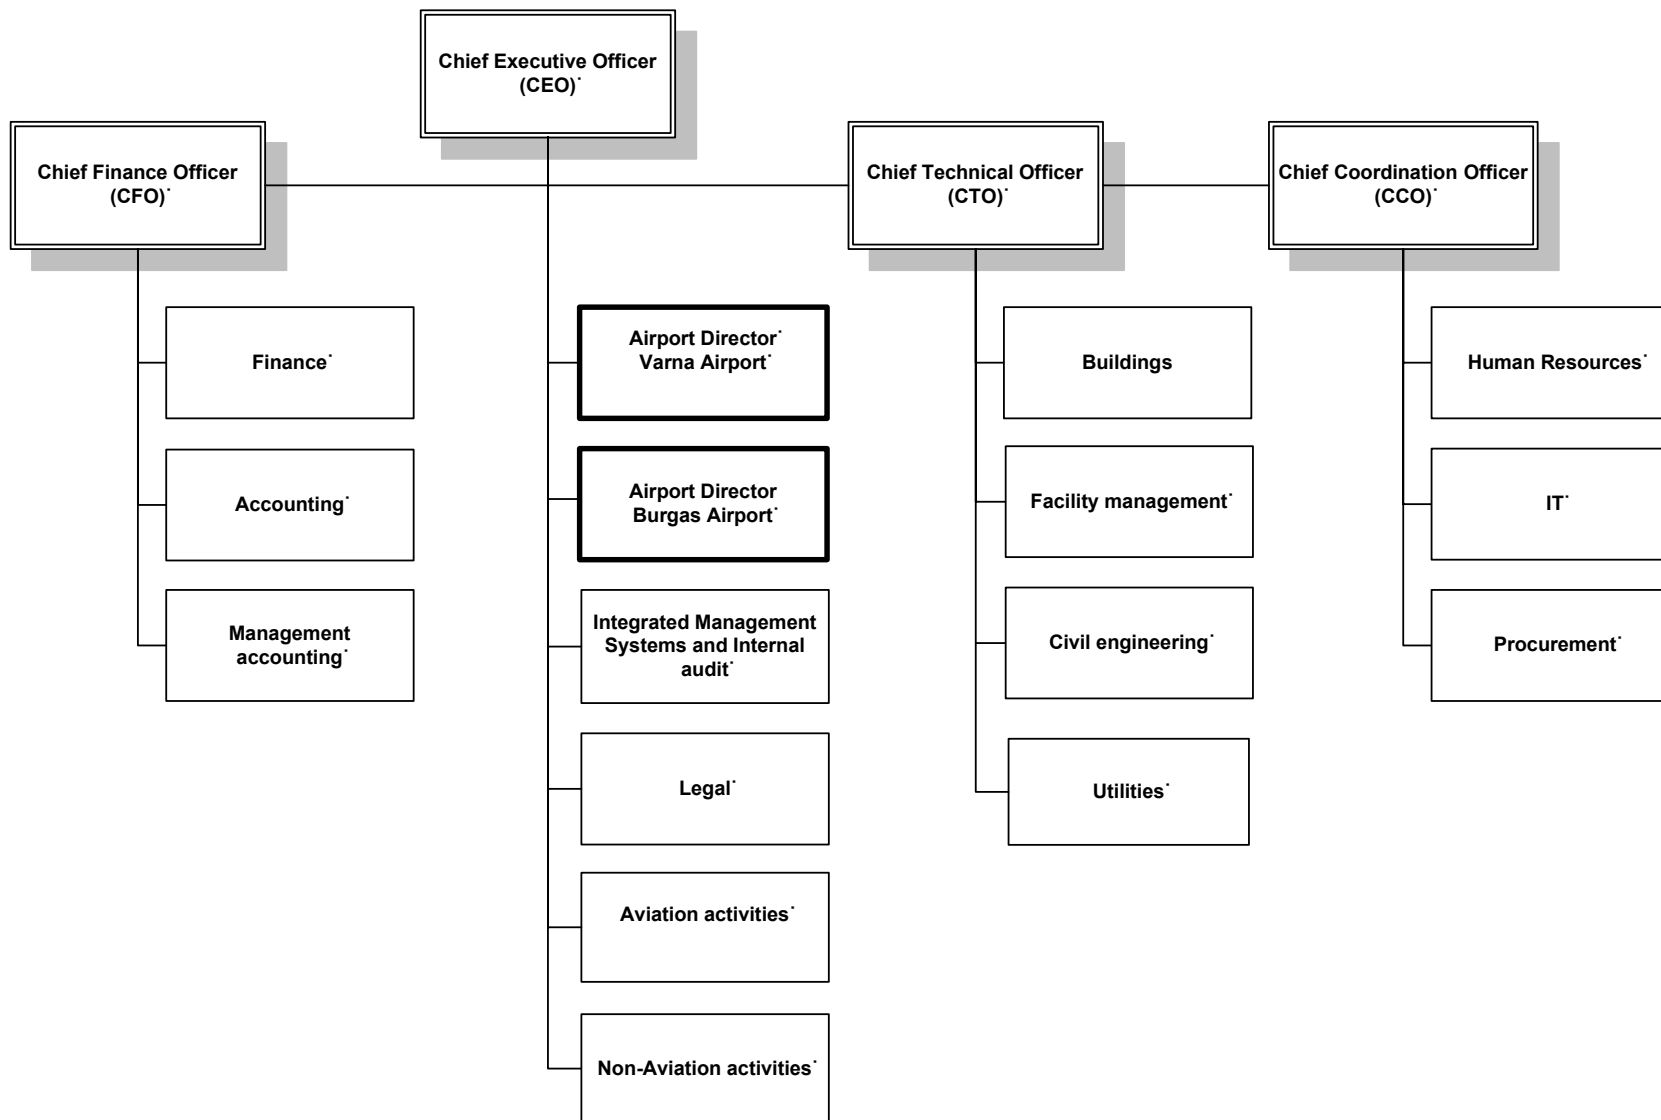 Chief Executive Officer
(CEO)˙
Chief Finance Officer
(CFO)˙
Chief Technical Officer
(CTO)˙
Chief Coordination Officer
(CCO)˙
Finance˙
Accounting˙
Management
accounting˙
Airport Director˙
Varna Airport˙
Airport Director
Burgas Airport˙
Integrated Management
Systems and Internal
audit˙
Legal˙
Aviation activities˙
Non-Aviation activities˙
Buildings
Facility management˙
Civil engineering˙
Utilities˙
Human Resources˙
IT˙
Procurement˙